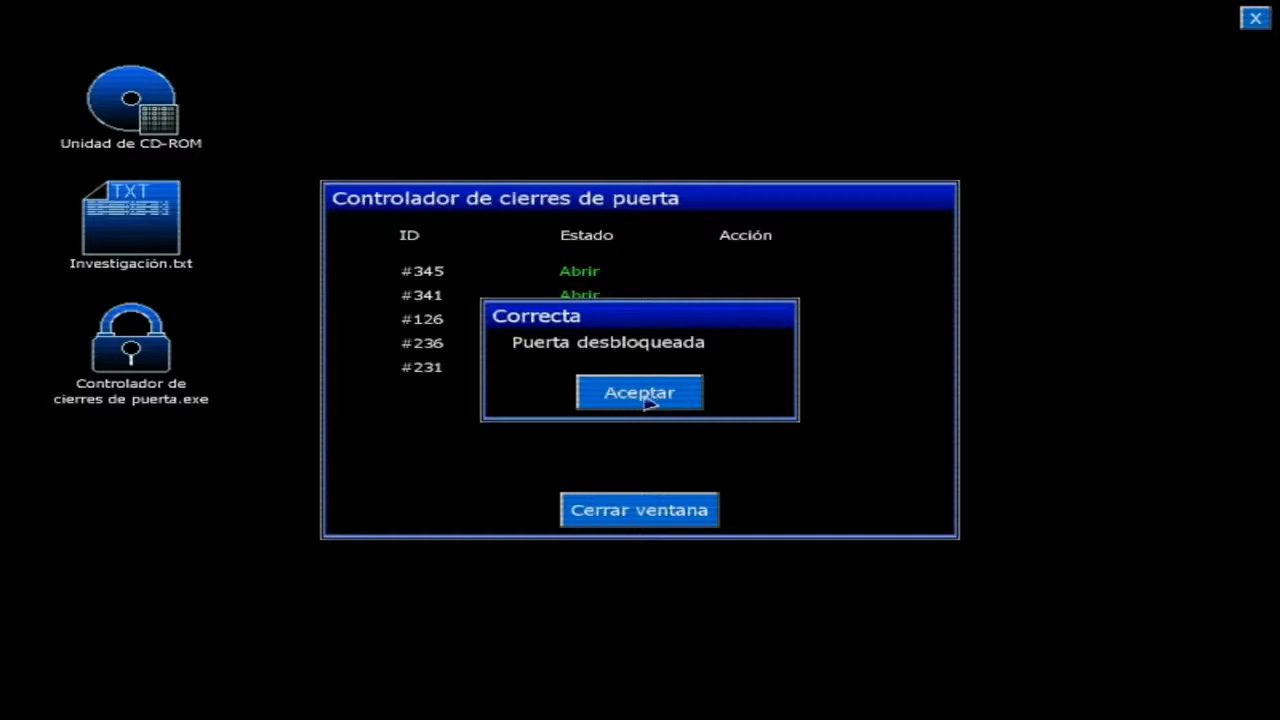 X
Unidad de CD-ROM
TXT
Investigación.txt
Controlador de
cierres de puerta.exe
Controlador de cierres de puerta
ID Estado Acción
#345 Abrir
#341 Abrir
#126
#236
#231
Correcta
Puerta desbloqueada
Aceptar
Cerrar ventana